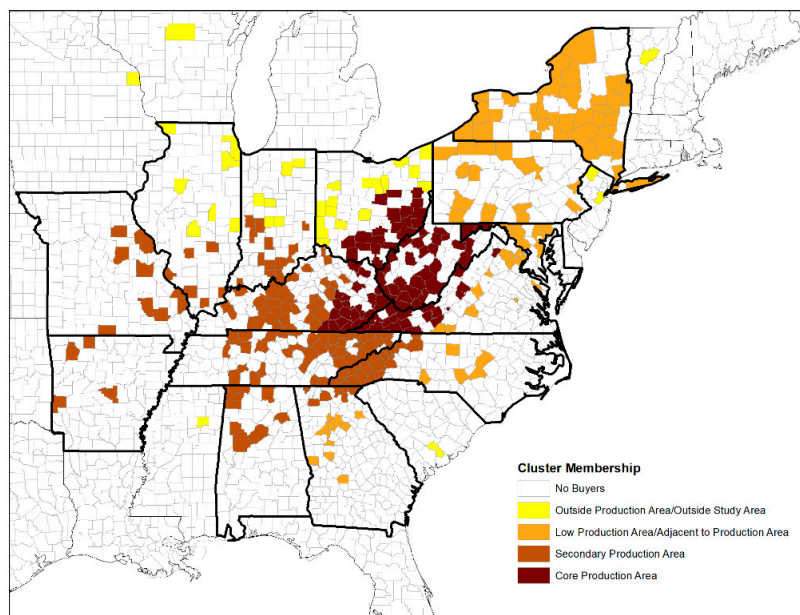 Cluster Membership
No Buyers
Outside Production Area/Outside Study Area
Low Production Area/Adjacent to Production Area
Secondary Production Area
Core Production Area